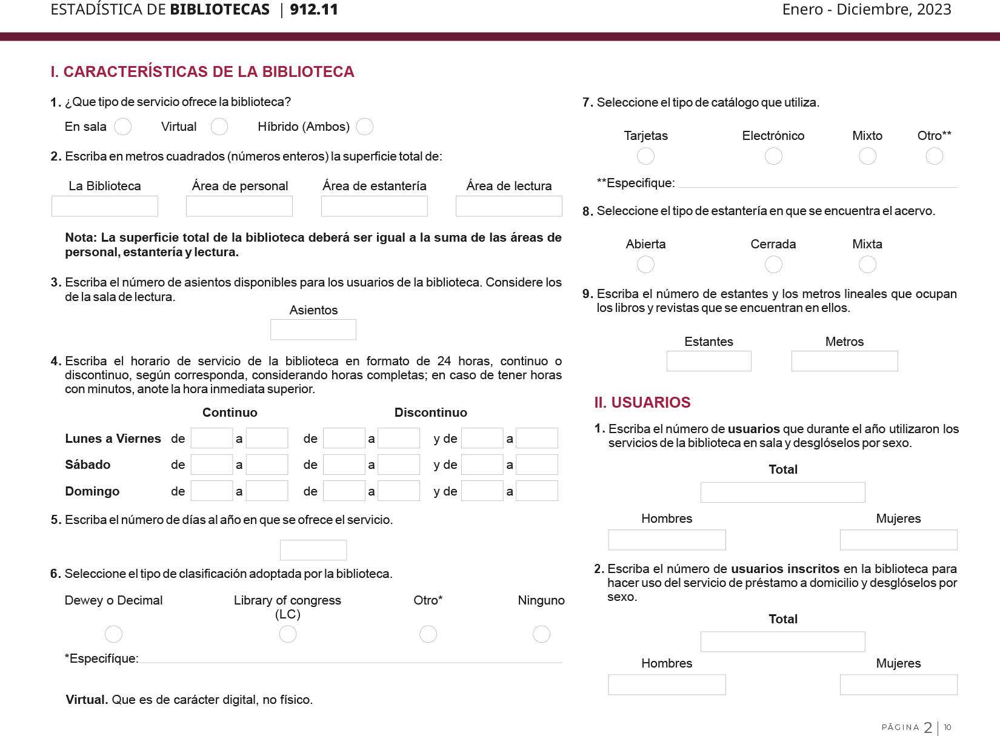 ESTADÍSTICA DE BIBLIOTECAS | 912.11
Enero - Diciembre, 2023
I. CARACTERÍSTICAS DE LA BIBLIOTECA
1. ¿Que tipo de servicio ofrece la biblioteca?
En sala Virtual Híbrido (Ambos)
2. Escriba en metros cuadrados (números enteros) la superficie total de:
La Biblioteca Área de personal Área de estantería Área de lectura
Nota: La superficie total de la biblioteca deberá ser igual a la suma de las áreas de
personal, estantería y lectura.
3. Escriba el número de asientos disponibles para los usuarios de la biblioteca. Considere los
de la sala de lectura.
Asientos
4. Escriba el horario de servicio de la biblioteca en formato de 24 horas, continuo o
discontinuo, según corresponda, considerando horas completas; en caso de tener horas
con minutos, anote la hora inmediata superior.
Continuo Discontinuo
Lunes a Viernes de a de a y de a
Sábado de a de a y de a
Domingo de a de a y de a
5. Escriba el número de días al año en que se ofrece el servicio.
6. Seleccione el tipo de clasificación adoptada por la biblioteca.
Dewey o Decimal Library of congress Otro* Ninguno
(LC)
*Especifíque:
Virtual. Que es de carácter digital, no físico.
7. Seleccione el tipo de catálogo que utiliza.
Tarjetas Electrónico Mixto Otro**
**Especifique:
8. Seleccione el tipo de estantería en que se encuentra el acervo.
Abierta Cerrada Mixta
9. Escriba el número de estantes y los metros lineales que ocupan
los libros y revistas que se encuentran en ellos.
Estantes Metros
II. USUARIOS
1. Escriba el número de usuarios que durante el año utilizaron los
servicios de la biblioteca en sala y desglóselos por sexo.
Total
Hombres Mujeres
2. Escriba el número de usuarios inscritos en la biblioteca para
hacer uso del servicio de préstamo a domicilio y desglóselos por
sexo.
Total
Hombres Mujeres
PÁGINA 2 | 10